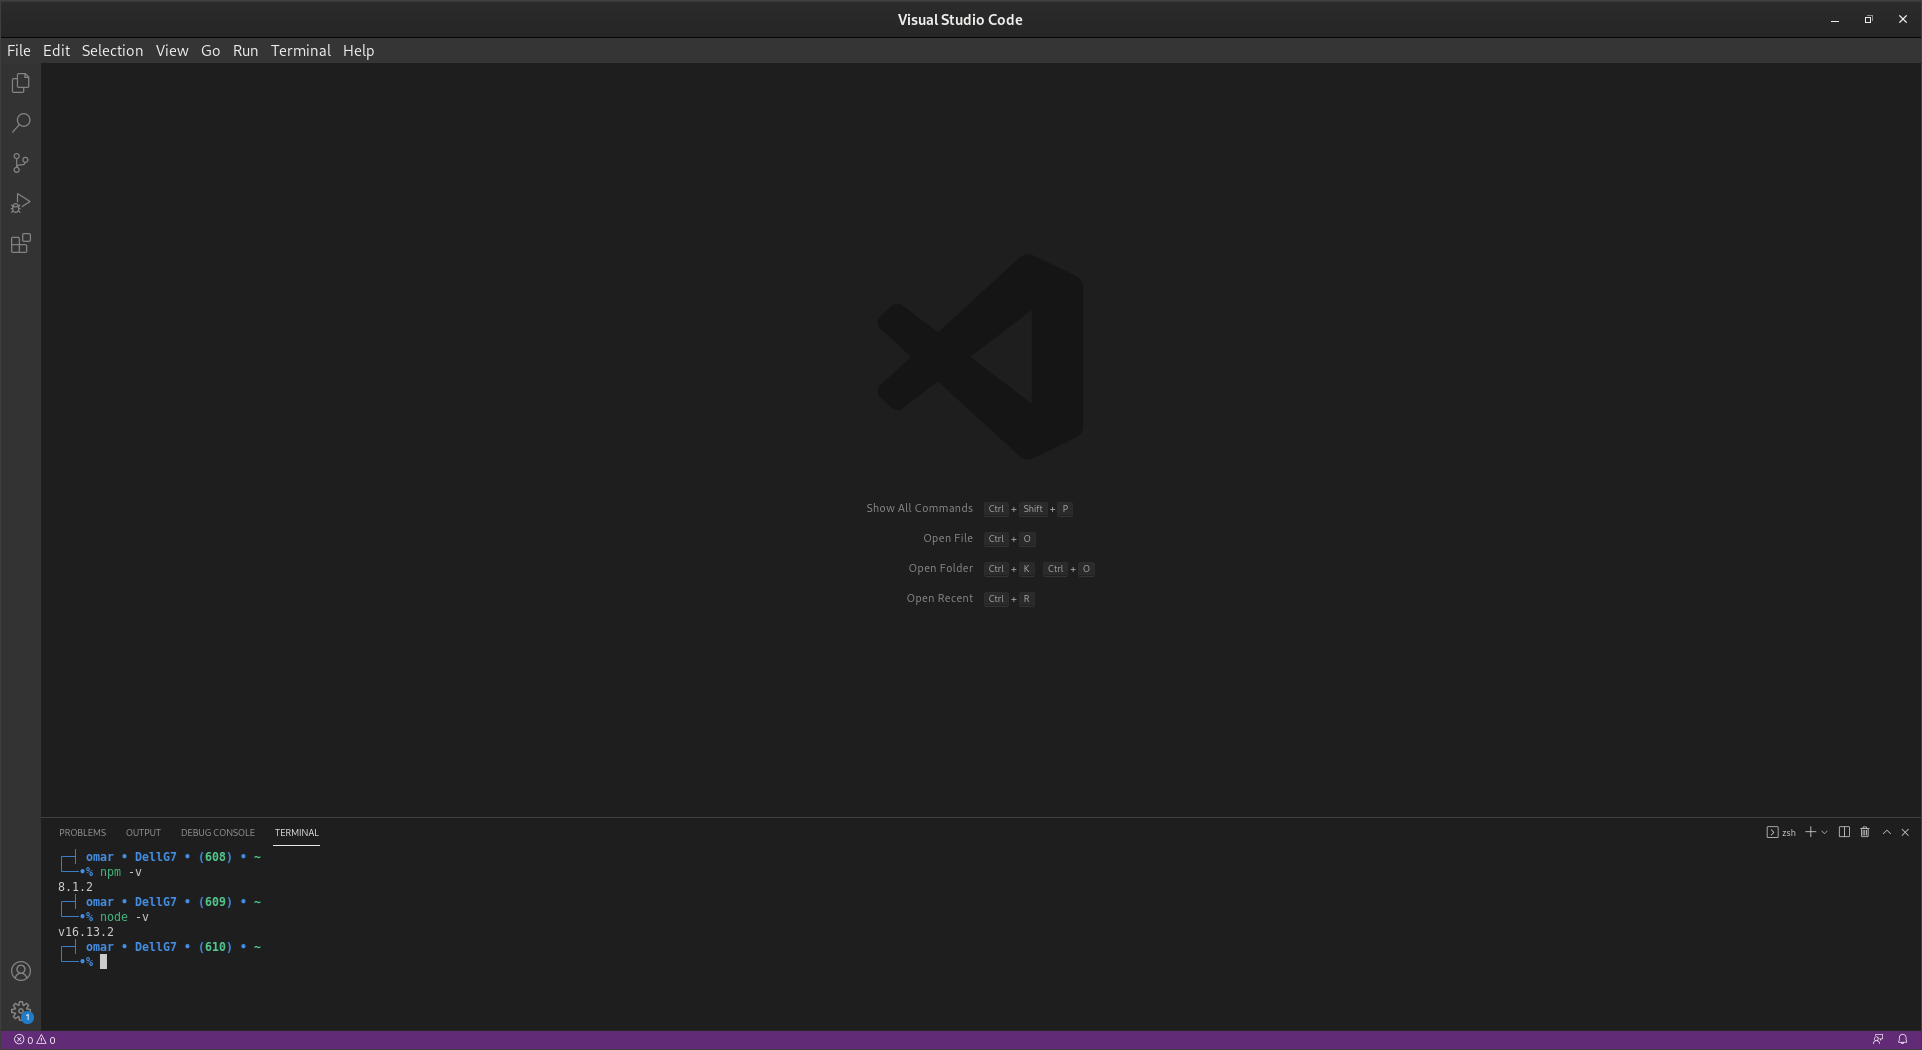 Visual Studio Code
File Edit Selection View Go Run Terminal Help
Show All Commands Ctrl + Shift + P
Open File Ctrl + O
Open Folder Ctrl + K Ctrl + O
Open Recent Ctrl + R
PROBLEMS OUTPUT DEBUG CONSOLE TERMINAL
zsh
omar • DellG7 • (608) • ~
•% npm -v
8.1.2
omar • DellG7 • (609) • ~
•% node -v
v16.13.2
omar • DellG7 • (610) • ~
•%
1
0 0